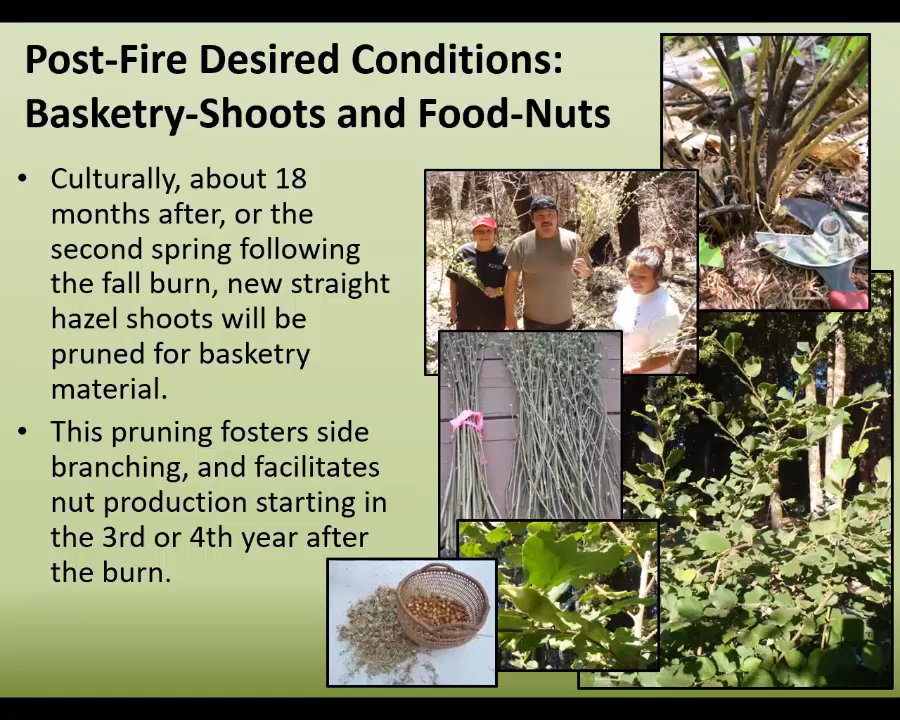 Post-Fire Desired Conditions:
Basketry-Shoots and Food-Nuts
• Culturally, about 18
months after, or the
second spring following
the fall burn, new straight
hazel shoots will be
pruned for basketry
material.
• This pruning fosters side
branching, and facilitates
nut production starting in
the 3rd or 4th year after
the burn.